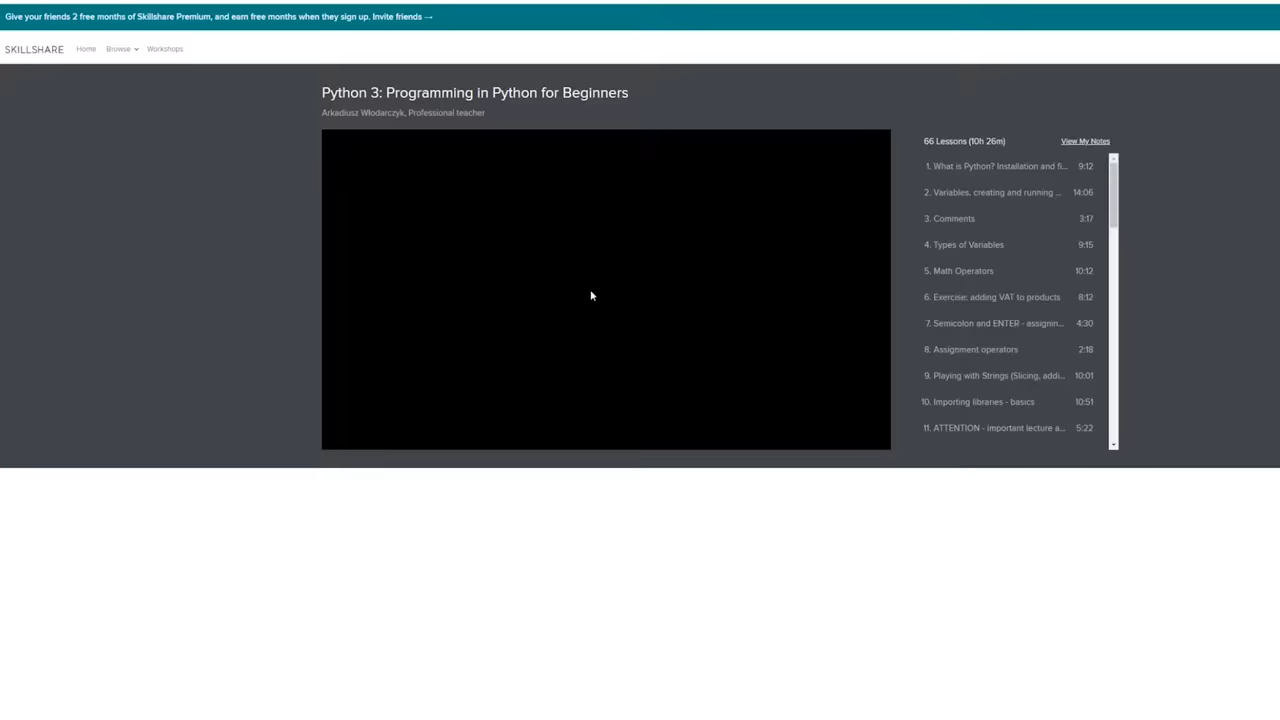 Give your friends 2 free months of Skillshare Premium, and earn free months when they sign up. Invite friends →
SKILLSHARE Home Browse Workshops
Python 3: Programming in Python for Beginners
Arkadiusz Włodarczyk, Professional teacher
66 Lessons (10h 26m) View My Notes
1. What is Python? Installation and fi... 9:12
2. Variables, creating and running ... 14:06
3. Comments 3:17
4. Types of Variables 9:15
5. Math Operators 10:12
6. Exercise: adding VAT to products 8:12
7. Semicolon and ENTER - assignin... 4:30
8. Assignment operators 2:18
9. Playing with Strings (Slicing, addi... 10:01
10. Importing libraries - basics 10:51
11. ATTENTION - important lecture a... 5:22